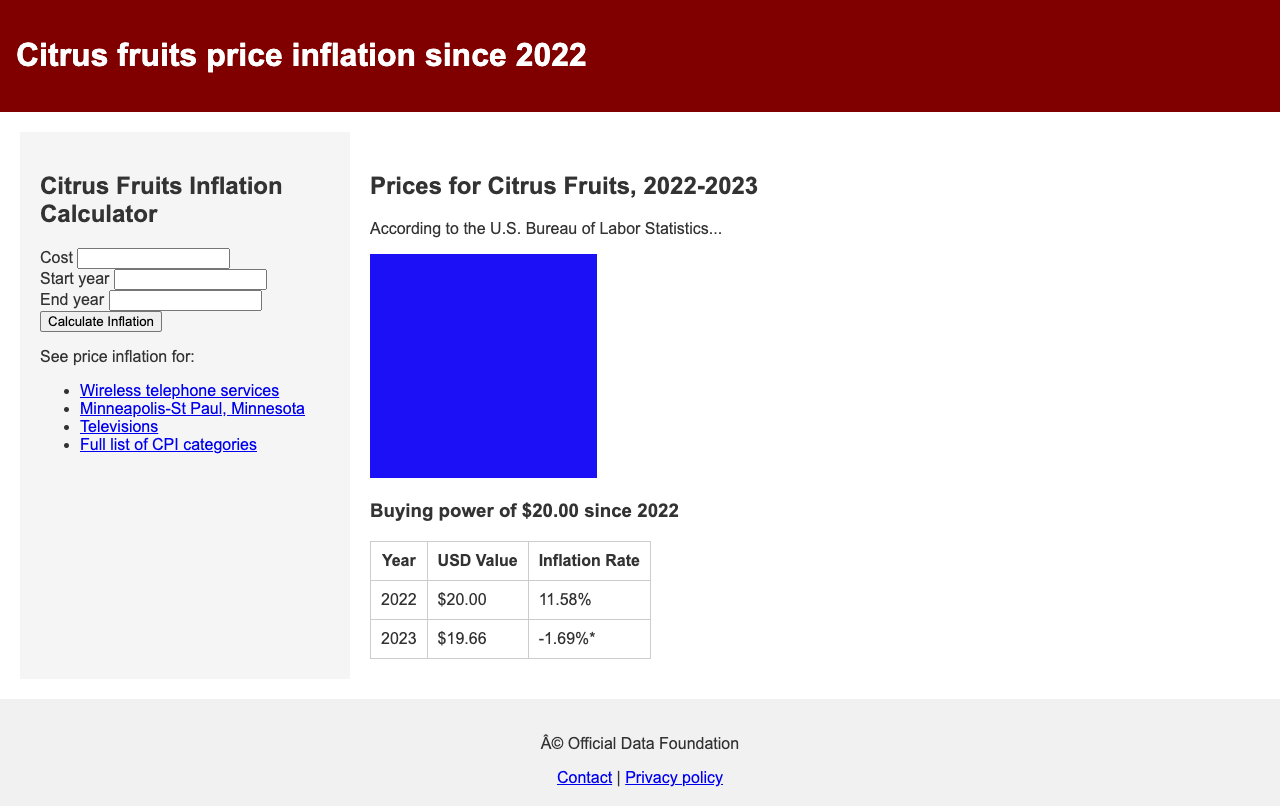 Citrus fruits price inflation since 2022
Citrus Fruits Inflation
Calculator
Cost
Start year
End year
Calculate Inflation
See price inflation for:
Wireless telephone services
Minneapolis-St Paul, Minnesota
Televisions
Full list of CPI categories
Prices for Citrus Fruits, 2022-2023
According to the U.S. Bureau of Labor Statistics...
Buying power of $20.00 since 2022
Year USD Value Inflation Rate
2022 $20.00 11.58%
2023 $19.66 -1.69%*
Â© Official Data Foundation
Contact | Privacy policy